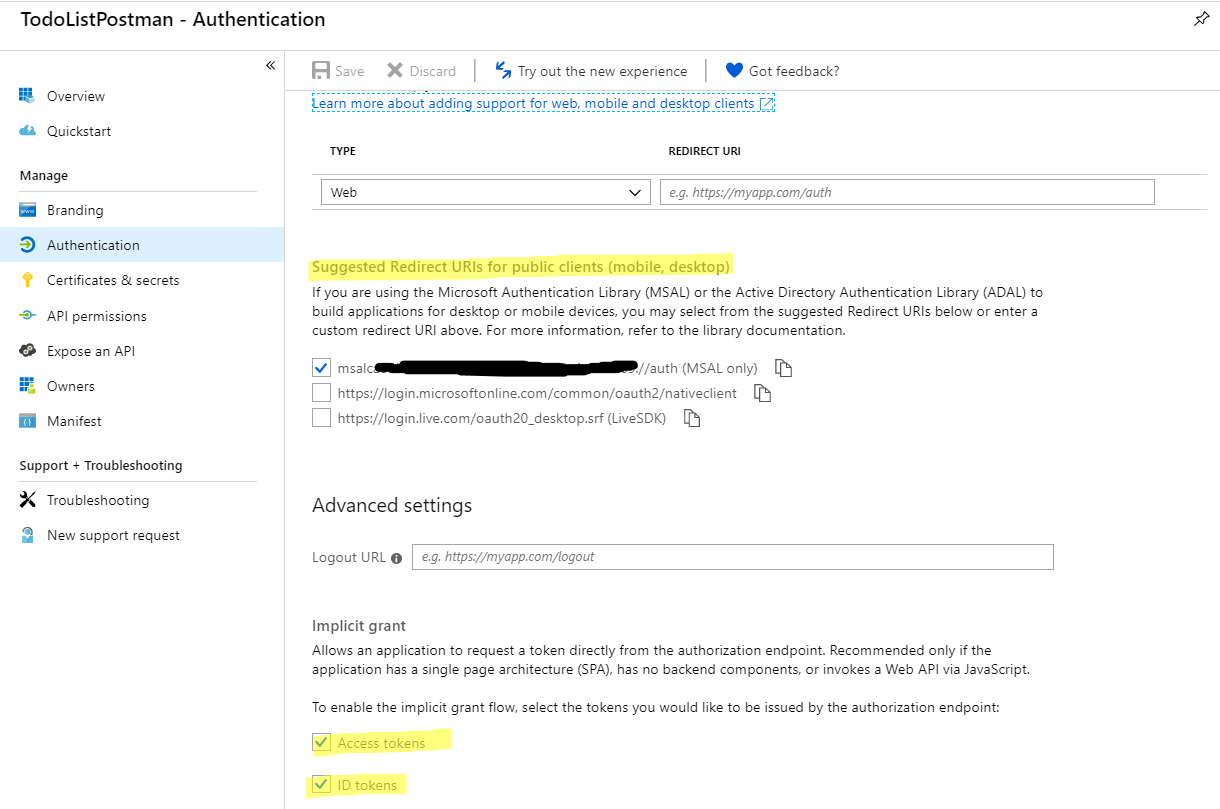 TodoListPostman - Authentication
«
Save
Discard
Try out the new experience
Got feedback?
Overview
Quickstart
Manage
Branding
Authentication
Certificates & secrets
API permissions
Expose an API
Owners
Manifest
Support + Troubleshooting
Troubleshooting
New support request
Learn more about adding support for web, mobile and desktop clients
TYPE
REDIRECT URI
Web
e.g. https://myapp.com/auth
Suggested Redirect URIs for public clients (mobile, desktop)
If you are using the Microsoft Authentication Library (MSAL) or the Active Directory Authentication Library (ADAL) to
build applications for desktop or mobile devices, you may select from the suggested Redirect URIs below or enter a
custom redirect URI above. For more information, refer to the library documentation.
://auth (MSAL only)
https://login.microsoftonline.com/common/oauth2/nativeclient
https://login.live.com/oauth20_desktop.srf (LiveSDK)
Advanced settings
Logout URL
e.g. https://myapp.com/logout
Implicit grant
Allows an application to request a token directly from the authorization endpoint. Recommended only if the
application has a single page architecture (SPA), has no backend components, or invokes a Web API via JavaScript.
To enable the implicit grant flow, select the tokens you would like to be issued by the authorization endpoint:
Access tokens
ID tokens